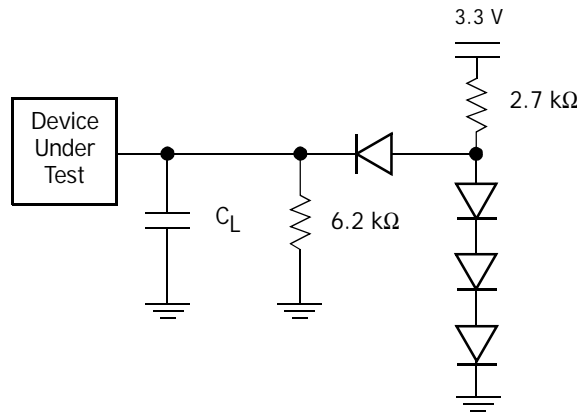 3.3 V
2.7 kΩ
Device
Under
Test
C_L
6.2 kΩ